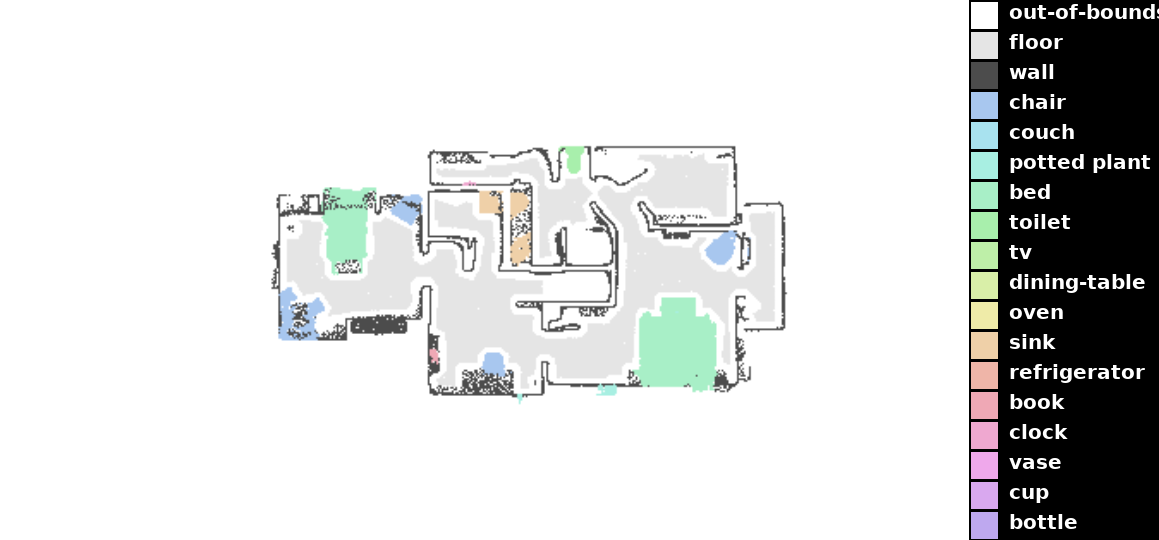 out-of-bounds
floor
wall
chair
couch
potted plant
bed
toilet
tv
dining-table
oven
sink
refrigerator
book
clock
vase
cup
bottle